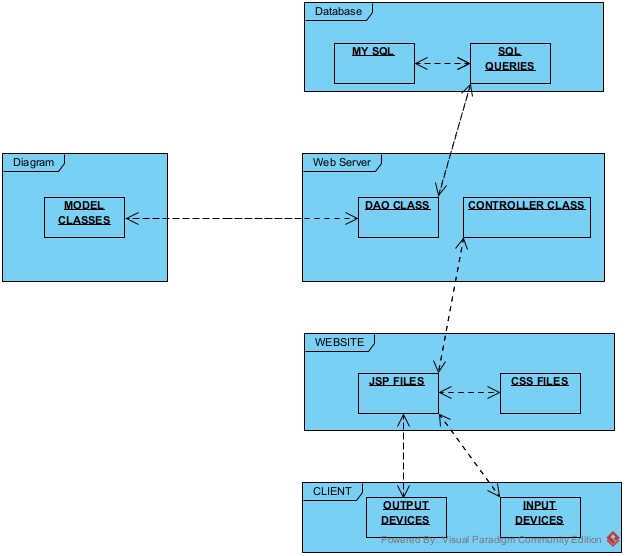 Database
MY SQL
SQL
QUERIES
Diagram
MODEL
CLASSES
Web Server
DAO CLASS
CONTROLLER CLASS
WEBSITE
JSP FILES
CSS FILES
CLIENT
OUTPUT
DEVICES
INPUT
DEVICES
Powered By: Visual Paradigm Community Edition